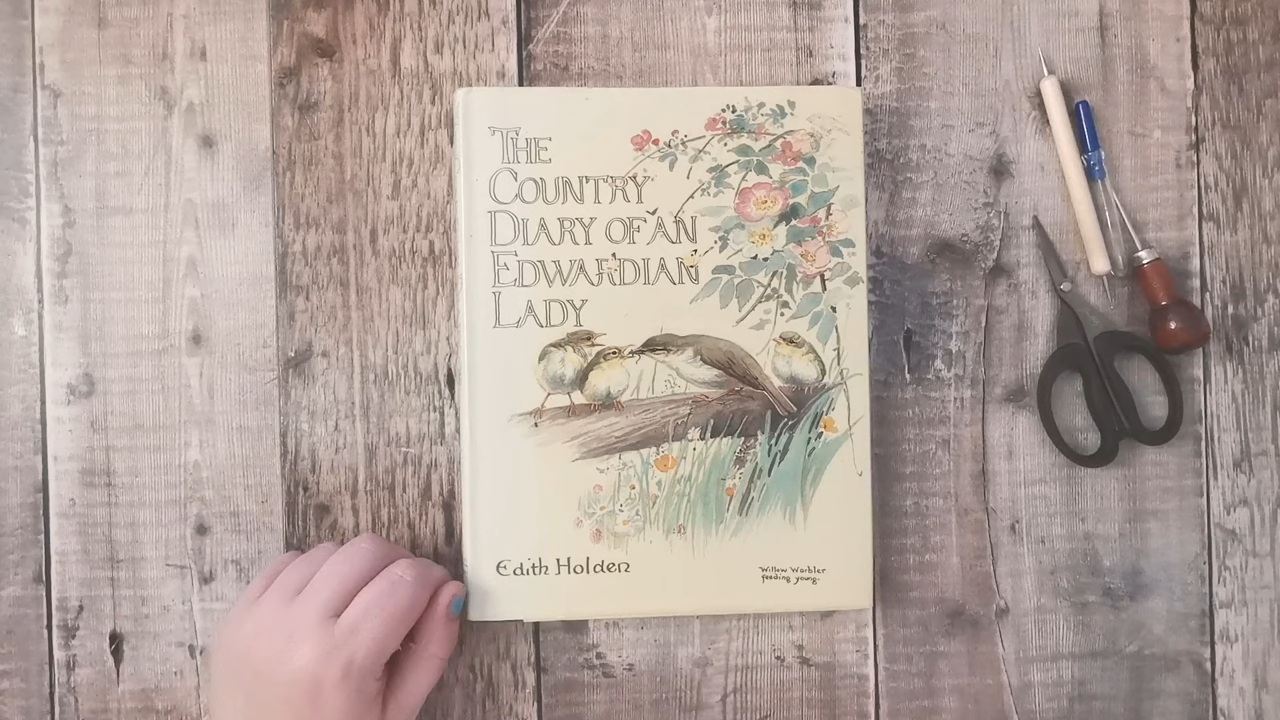 THE
COUNTRY
DIARY OF AN
EDWARDIAN
LADY
Edith Holden
Willow Warbler
feeding young.